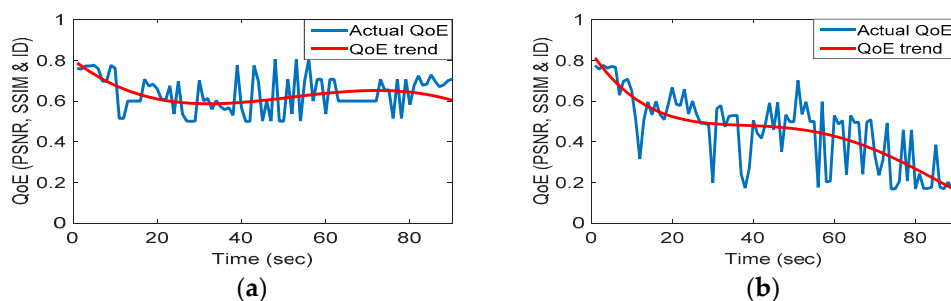 1
Actual QoE
QoE trend
0.8
0.6
0.4
0.2
0
QoE (PSNR, SSIM & ID)
0 20 40 60 80
Time (sec)
(a)
1
Actual QoE
QoE trend
0.8
0.6
0.4
0.2
0
QoE (PSNR, SSIM & ID)
0 20 40 60 80
Time (sec)
(b)